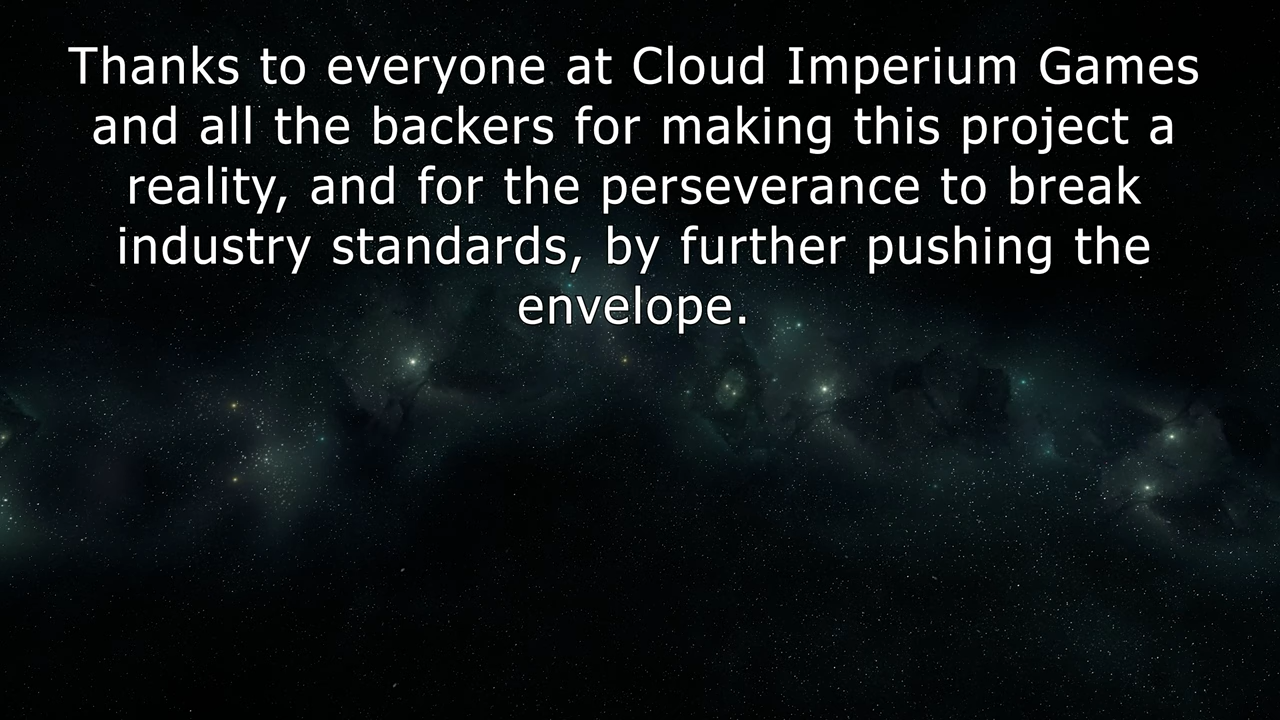 Thanks to everyone at Cloud Imperium Games
and all the backers for making this project a
reality, and for the perseverance to break
industry standards, by further pushing the
envelope.